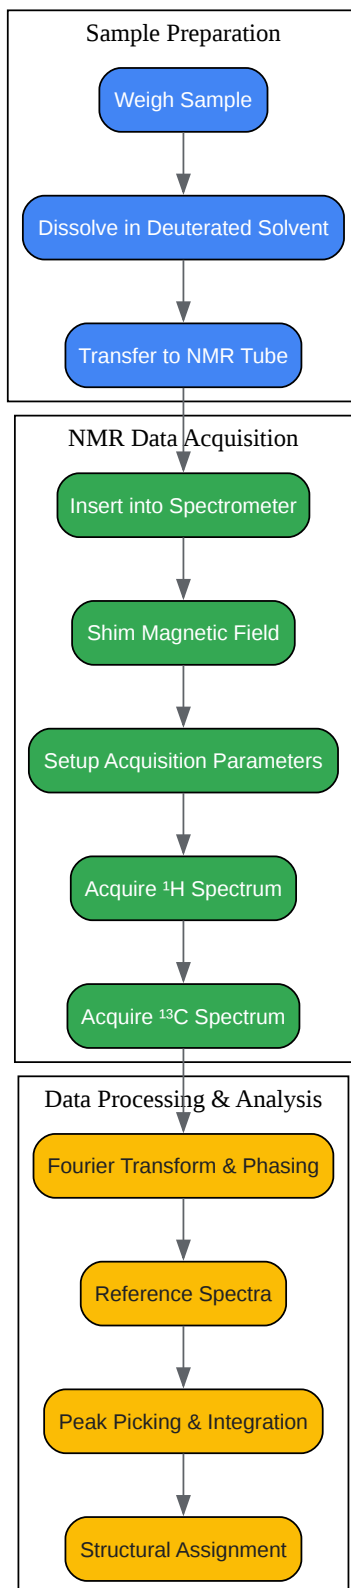 Sample Preparation
Weigh Sample
Dissolve in Deuterated Solvent
Transfer to NMR Tube
NMR Data Acquisition
Insert into Spectrometer
Shim Magnetic Field
Setup Acquisition Parameters
Acquire ¹H Spectrum
Acquire ¹³C Spectrum
Data Processing & Analysis
Fourier Transform & Phasing
Reference Spectra
Peak Picking & Integration
Structural Assignment